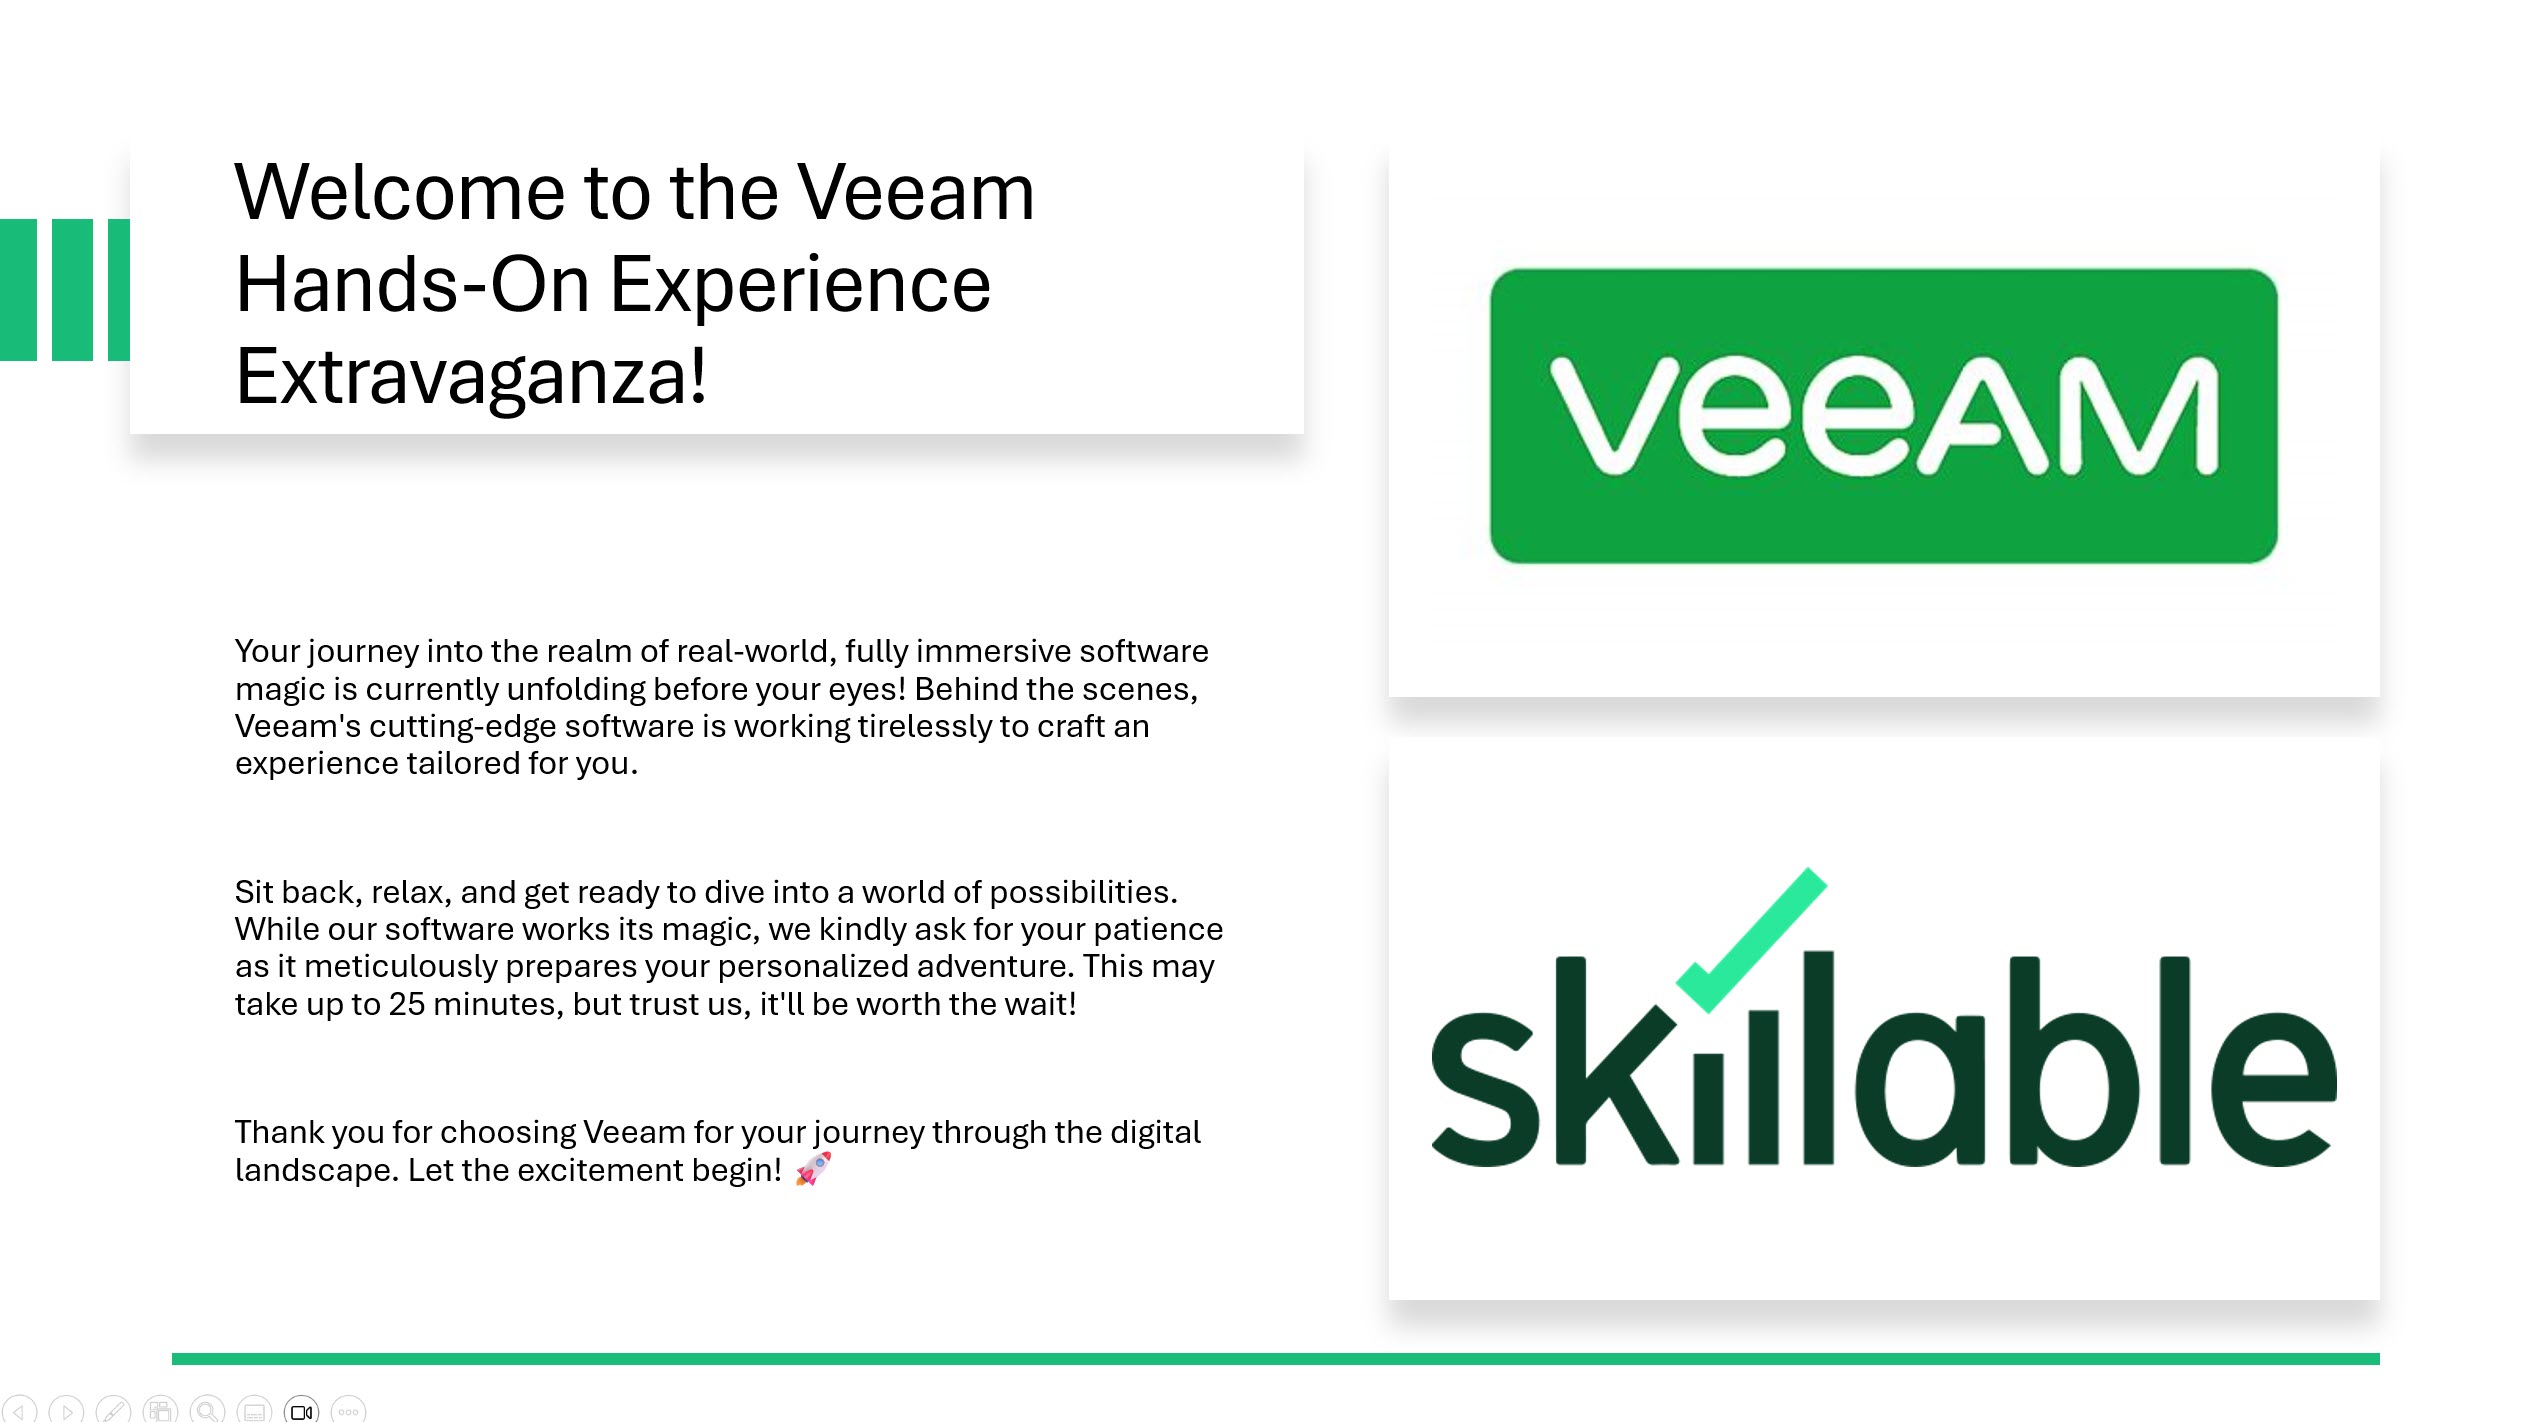 Welcome to the Veeam
Hands-On Experience
Extravaganza!
Your journey into the realm of real-world, fully immersive software
magic is currently unfolding before your eyes! Behind the scenes,
Veeam's cutting-edge software is working tirelessly to craft an
experience tailored for you.
Sit back, relax, and get ready to dive into a world of possibilities.
While our software works its magic, we kindly ask for your patience
as it meticulously prepares your personalized adventure. This may
take up to 25 minutes, but trust us, it'll be worth the wait!
Thank you for choosing Veeam for your journey through the digital
landscape. Let the excitement begin! 🚀
veeAM
skillable